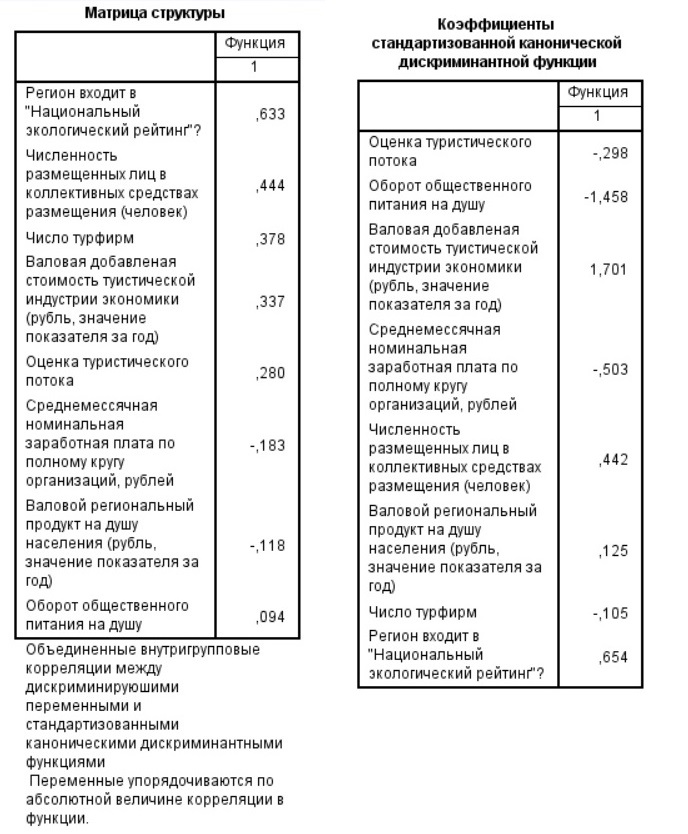 Матрица структуры
Функция
1
Регион входит в
"Национальный
экологический рейтинг"?
,633
Численность
размещенных лиц в
коллективных средствах
размещения (человек)
,444
Число турфирм
,378
Валовая добавленая
стоимость туистической
индустрии экономики
(рубль, значение
показателя за год)
,337
Оценка туристического
потока
,280
Среднемессячная
номинальная
заработная плата по
полному кругу
организаций, рублей
-,183
Валовой региональный
продукт на душу
населения (рубль,
значение показателя за
год)
-,118
Оборот общественного
питания на душу
,094
Объединенные внутригрупповые
корреляции между
дискриминируюшими
переменными и
стандартизованными
каноническими дискриминантными
функциями
Переменные упорядочиваются по
абсолютной величине корреляции в
функции.
Коэффициенты
стандартизованной канонической
дискриминантной функции
Функция
1
Оценка туристического
потока
-,298
Оборот общественного
питания на душу
-1,458
Валовая добавленая
стоимость туистической
индустрии экономики
(рубль, значение
показателя за год)
1,701
Среднемессячная
номинальная
заработная плата по
полному кругу
организаций, рублей
-,503
Численность
размещенных лиц в
коллективных средствах
размещения (человек)
,442
Валовой региональный
продукт на душу
населения (рубль,
значение показателя за
год)
,125
Число турфирм
-,105
Регион входит в
"Национальный
экологический рейтинг"?
,654